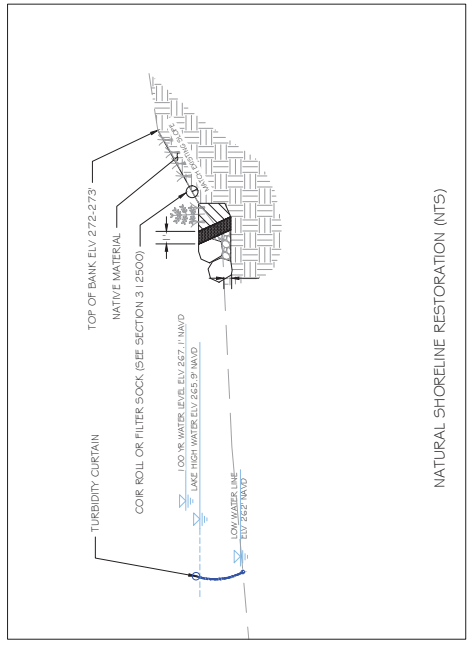 TOP OF BANK ELV 272-273'
NATIVE MATERIAL
COIR ROLL OR FILTER SOCK (SEE SECTION 312500)
TURBIDITY CURTAIN
MATCH EXISTING SLOPE
1'
100 YR WATER LEVEL ELV 267.1' NAVD
LAKE HIGH WATER ELV 265.9' NAVD
LOW WATER LINE
ELV 262' NAVD
NATURAL SHORELINE RESTORATION (NTS)